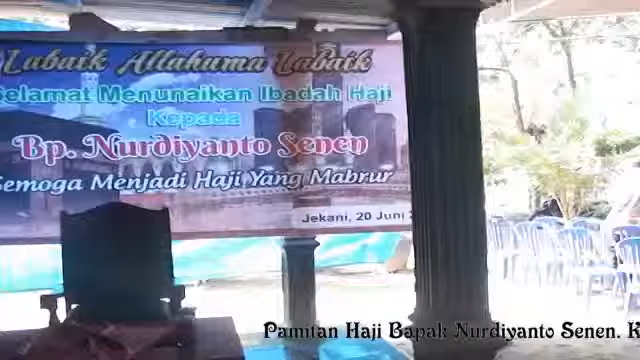 Labaik Allahuma Labaik
Selamat Menunaikan Ibadah Haji
Kepada
Bp. Nurdiyanto Senen
Semoga Menjadi Haji Yang Mabrur
Jekani, 20 Juni
Pamitan Haji Bapak Nurdiyanto Senen. K